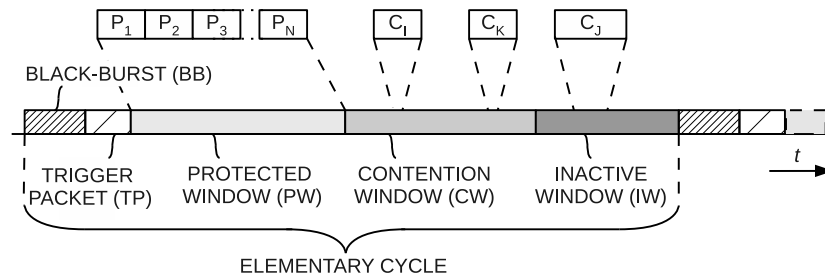 P1 P2 P3 PN CI CK CJ
BLACK-BURST (BB)
TRIGGER
PACKET (TP)
PROTECTED
WINDOW (PW)
CONTENTION
WINDOW (CW)
INACTIVE
WINDOW (IW)
t
ELEMENTARY CYCLE